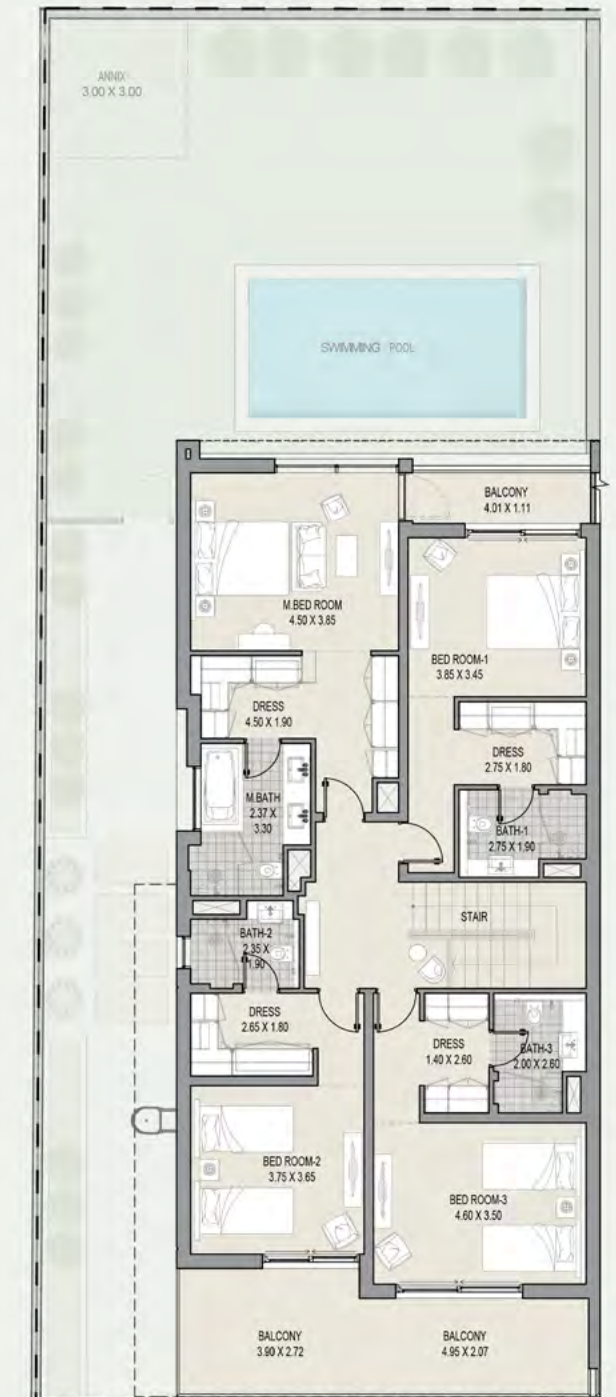 ANNIX
3.00 X 3.00
SWIMMING POOL
BALCONY
4.01 X 1.11
M.BED ROOM
4.50 X 3.85
BED ROOM-1
3.85 X 3.45
DRESS
4.50 X 1.90
DRESS
2.75 X 1.80
M.BATH
2.37 X
3.30
BATH-1
2.75 X 1.90
STAIR
BATH-2
2.35 X
1.90
DRESS
2.65 X 1.80
DRESS
1.40 X 2.60
BATH-3
2.00 X 2.60
BED ROOM-2
3.75 X 3.65
BED ROOM-3
4.60 X 3.50
BALCONY
3.90 X 2.72
BALCONY
4.95 X 2.07